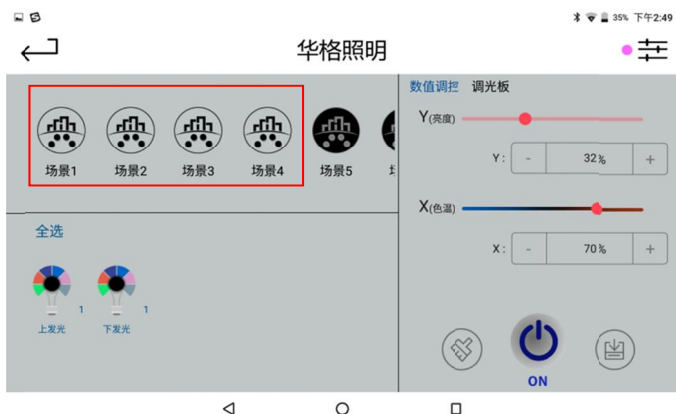 35% 下午2:49
华格照明
数值调控 调光板
Y(亮度)
Y: - 32% +
X(色温)
X: - 70% +
场景1 场景2 场景3 场景4 场景5
全选
1 1
上发光 下发光
ON